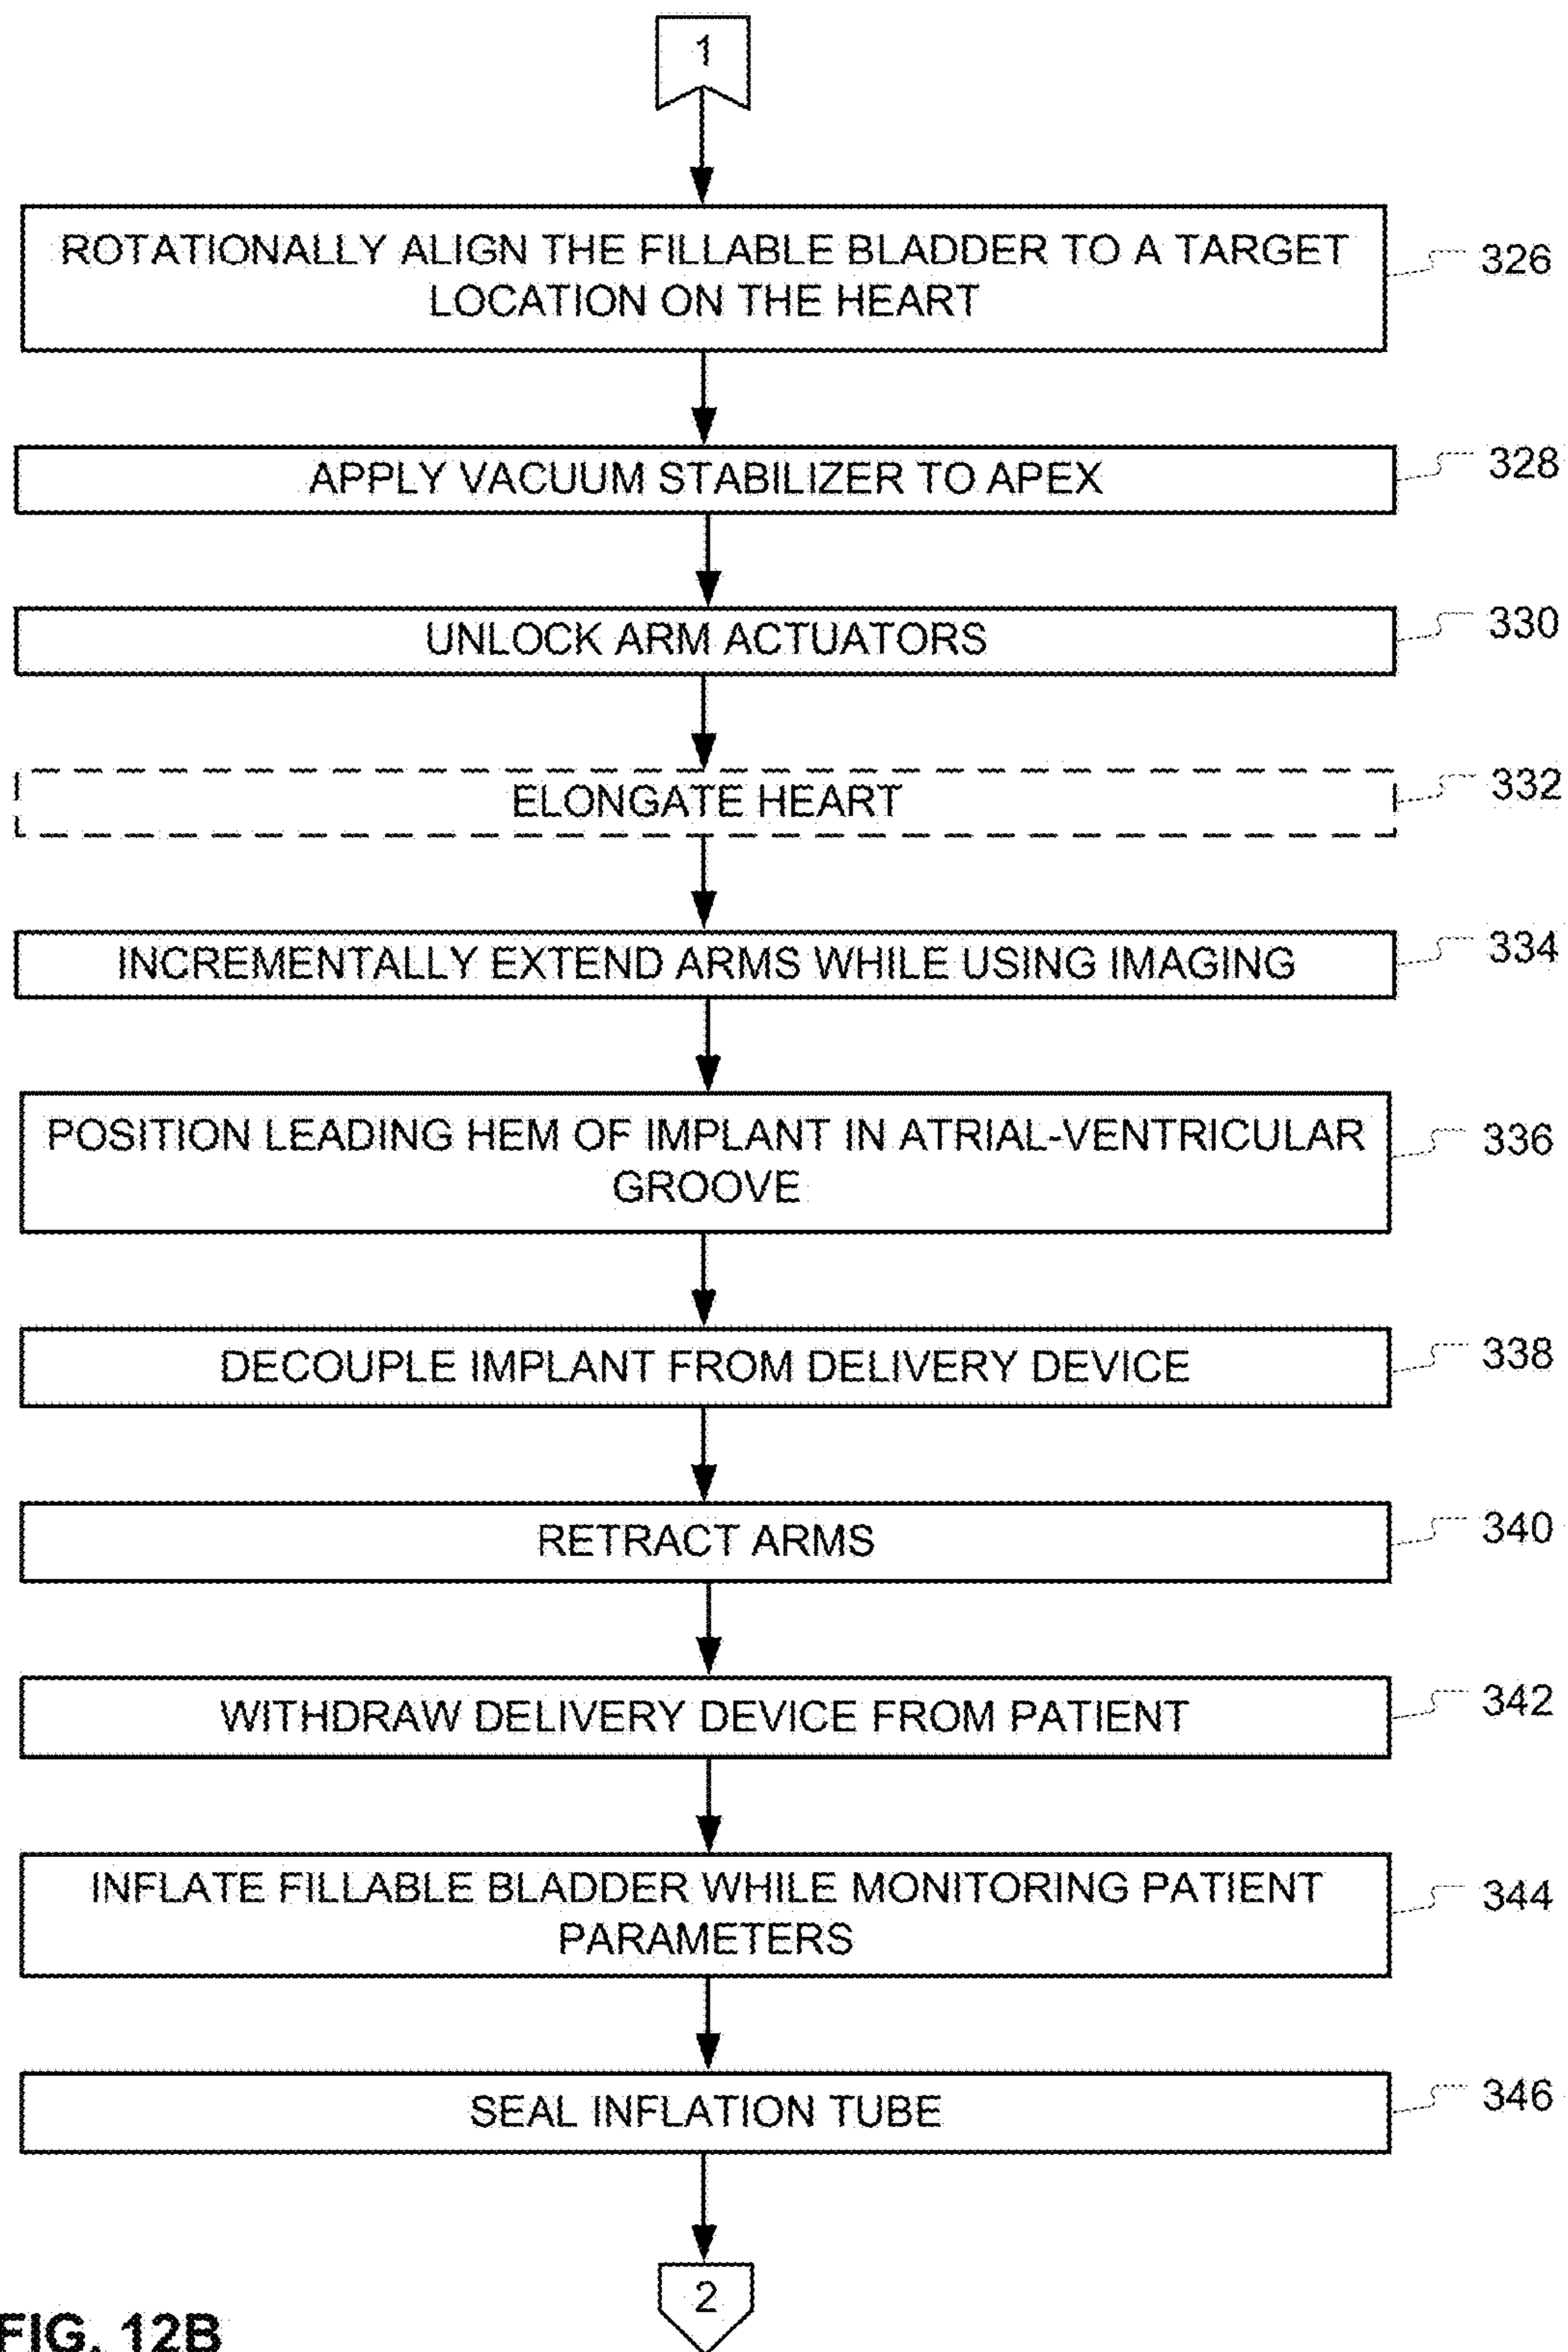 1
ROTATIONALLY ALIGN THE FILLABLE BLADDER TO A TARGET
LOCATION ON THE HEART
326
APPLY VACUUM STABILIZER TO APEX
328
UNLOCK ARM ACTUATORS
330
ELONGATE HEART
332
INCREMENTALLY EXTEND ARMS WHILE USING IMAGING
334
POSITION LEADING HEM OF IMPLANT IN ATRIAL-VENTRICULAR
GROOVE
336
DECOUPLE IMPLANT FROM DELIVERY DEVICE
338
RETRACT ARMS
340
WITHDRAW DELIVERY DEVICE FROM PATIENT
342
INFLATE FILLABLE BLADDER WHILE MONITORING PATIENT
PARAMETERS
344
SEAL INFLATION TUBE
346
2
FIG. 12B